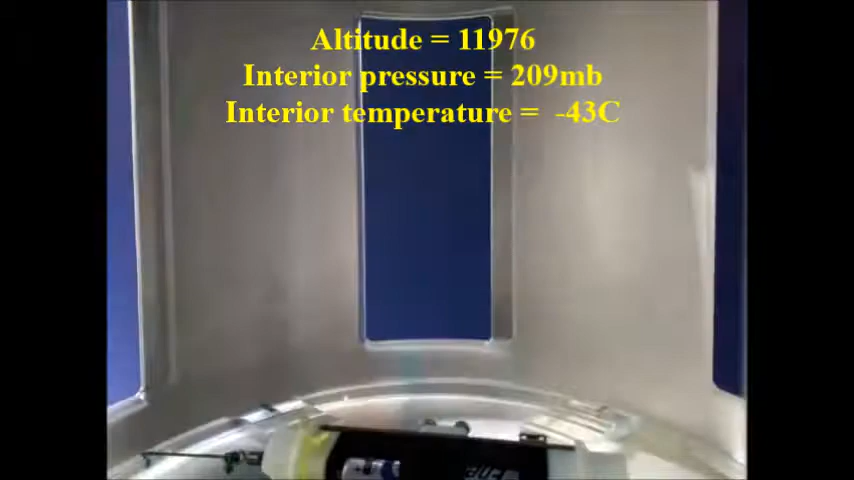 Altitude = 11976
Interior pressure = 209mb
Interior temperature =  -43C